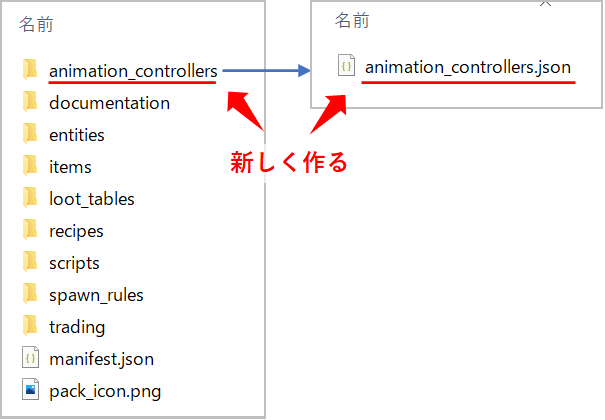 名前
animation_controllers
documentation
entities
items
loot_tables
recipes
scripts
spawn_rules
trading
manifest.json
pack_icon.png
名前
animation_controllers.json
新しく作る